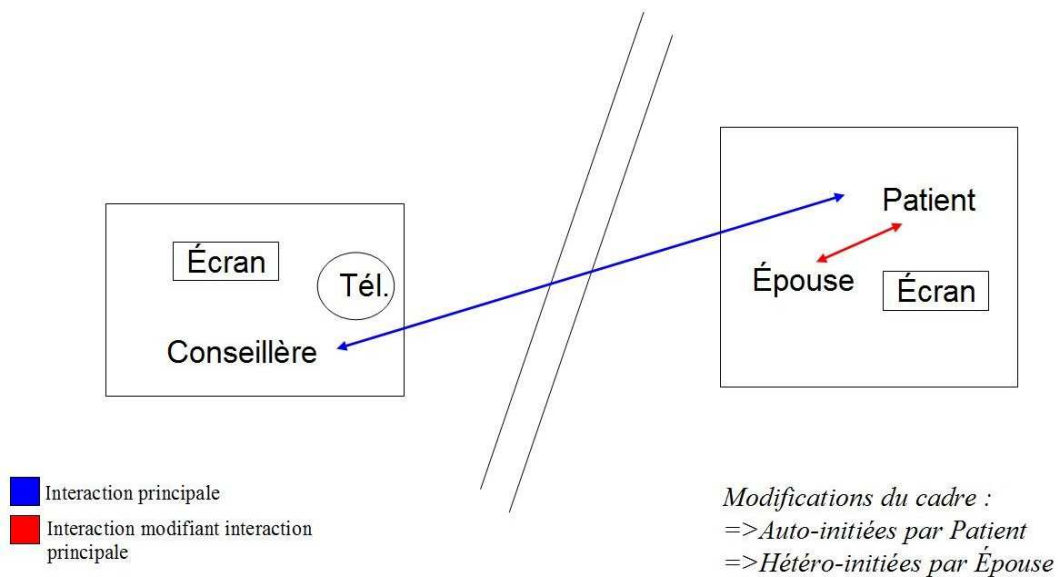 Patient
Écran
Tél.
Épouse
Écran
Conseillère
Interaction principale
Interaction modifiant interaction
principale
Modifications du cadre :
=>Auto-initiées par Patient
=>Hétéro-initiées par Épouse